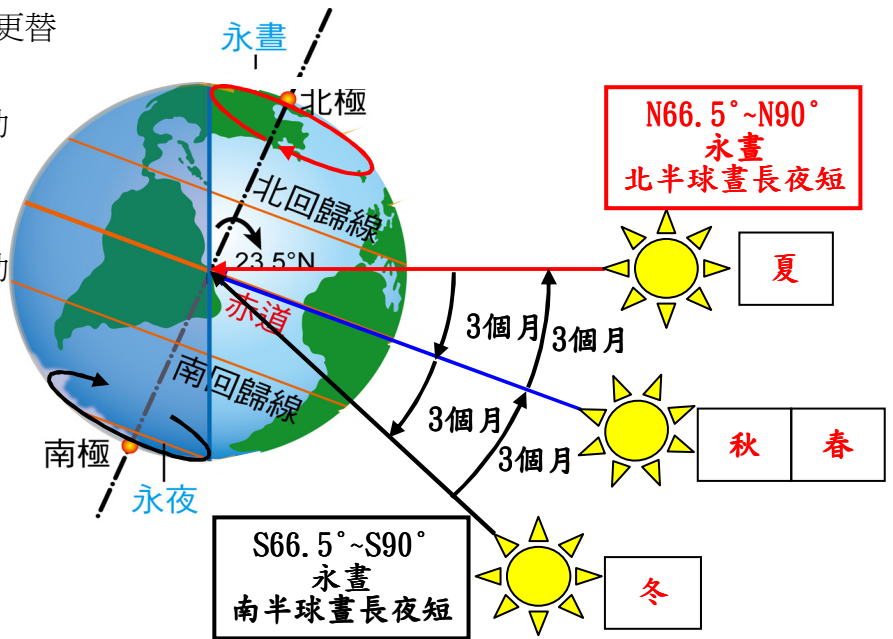 更替
動
動
永晝
北極
北回歸線
23.5°N
赤道
南回歸線
南極
永夜
N66.5°~N90°
永晝
北半球晝長夜短
夏
3個月
3個月
3個月
3個月
秋
春
S66.5°~S90°
永晝
南半球晝長夜短
冬